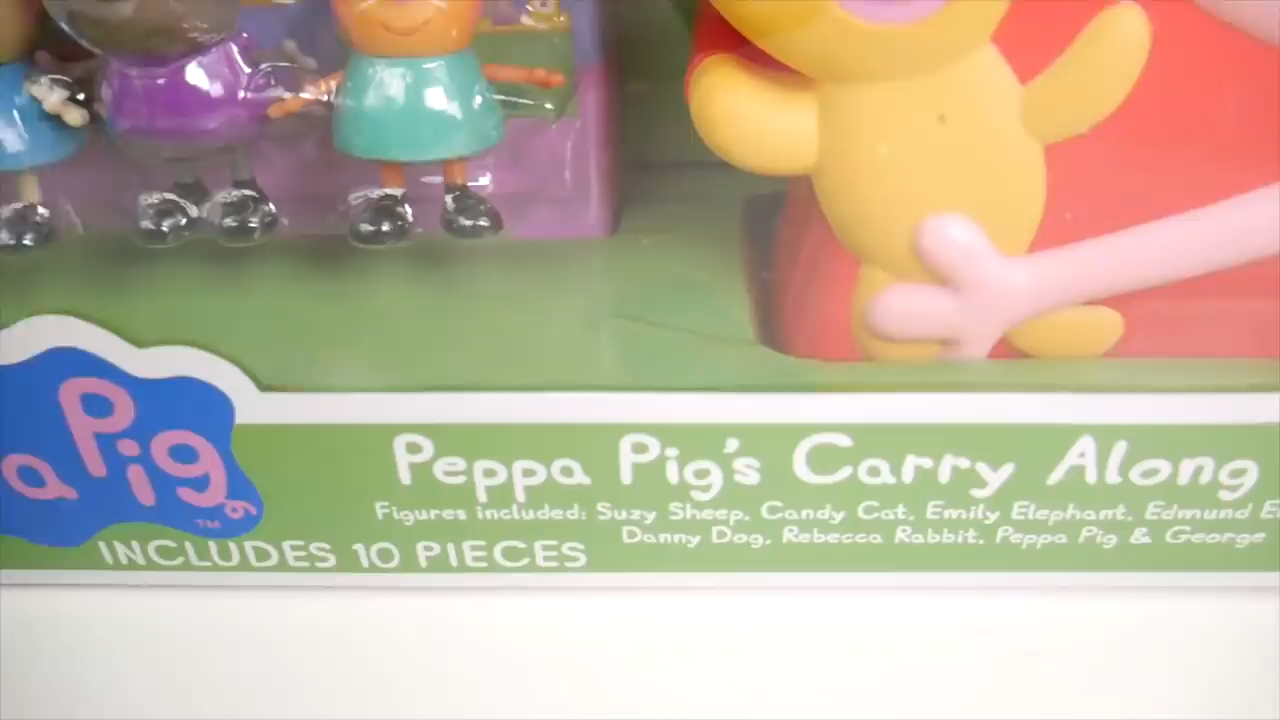 a Pig
TM
Peppa Pig's Carry Along
Figures included: Suzy Sheep, Candy Cat, Emily Elephant, Edmund E
Danny Dog, Rebecca Rabbit, Peppa Pig & George
INCLUDES 10 PIECES